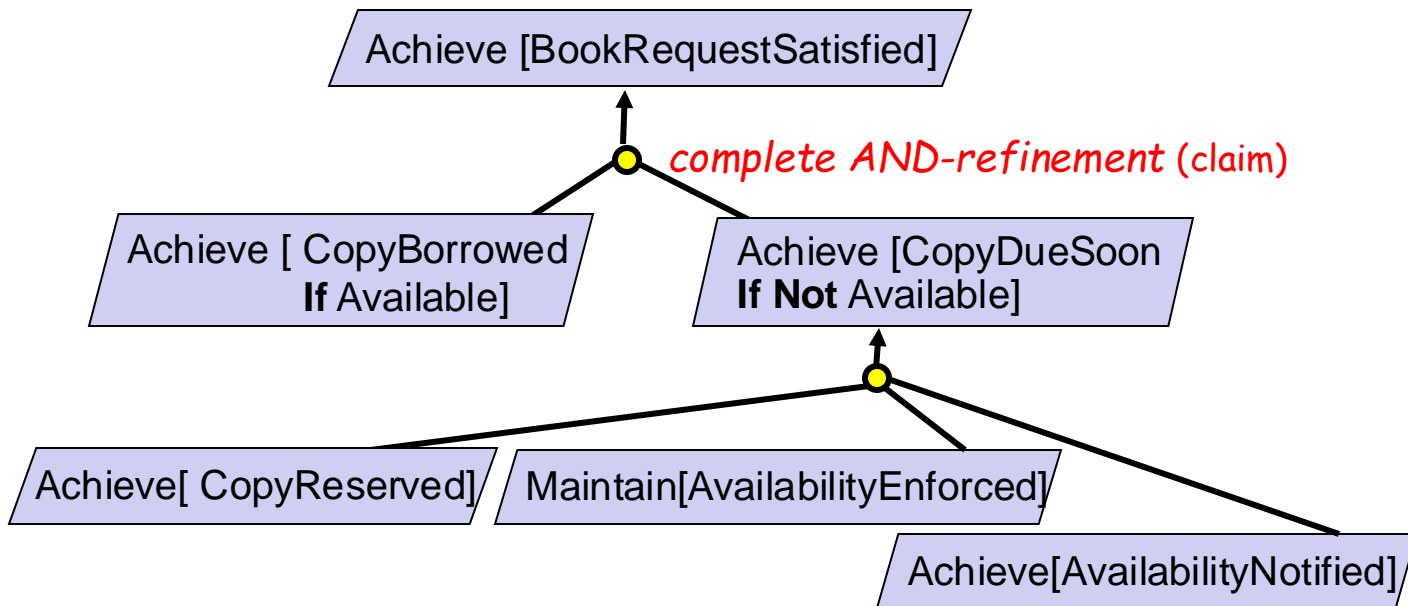 Achieve [BookRequestSatisfied]
complete AND-refinement (claim)
Achieve [ CopyBorrowed
If Available]
Achieve [CopyDueSoon
If Not Available]
Achieve[ CopyReserved]
Maintain[AvailabilityEnforced]
Achieve[AvailabilityNotified]